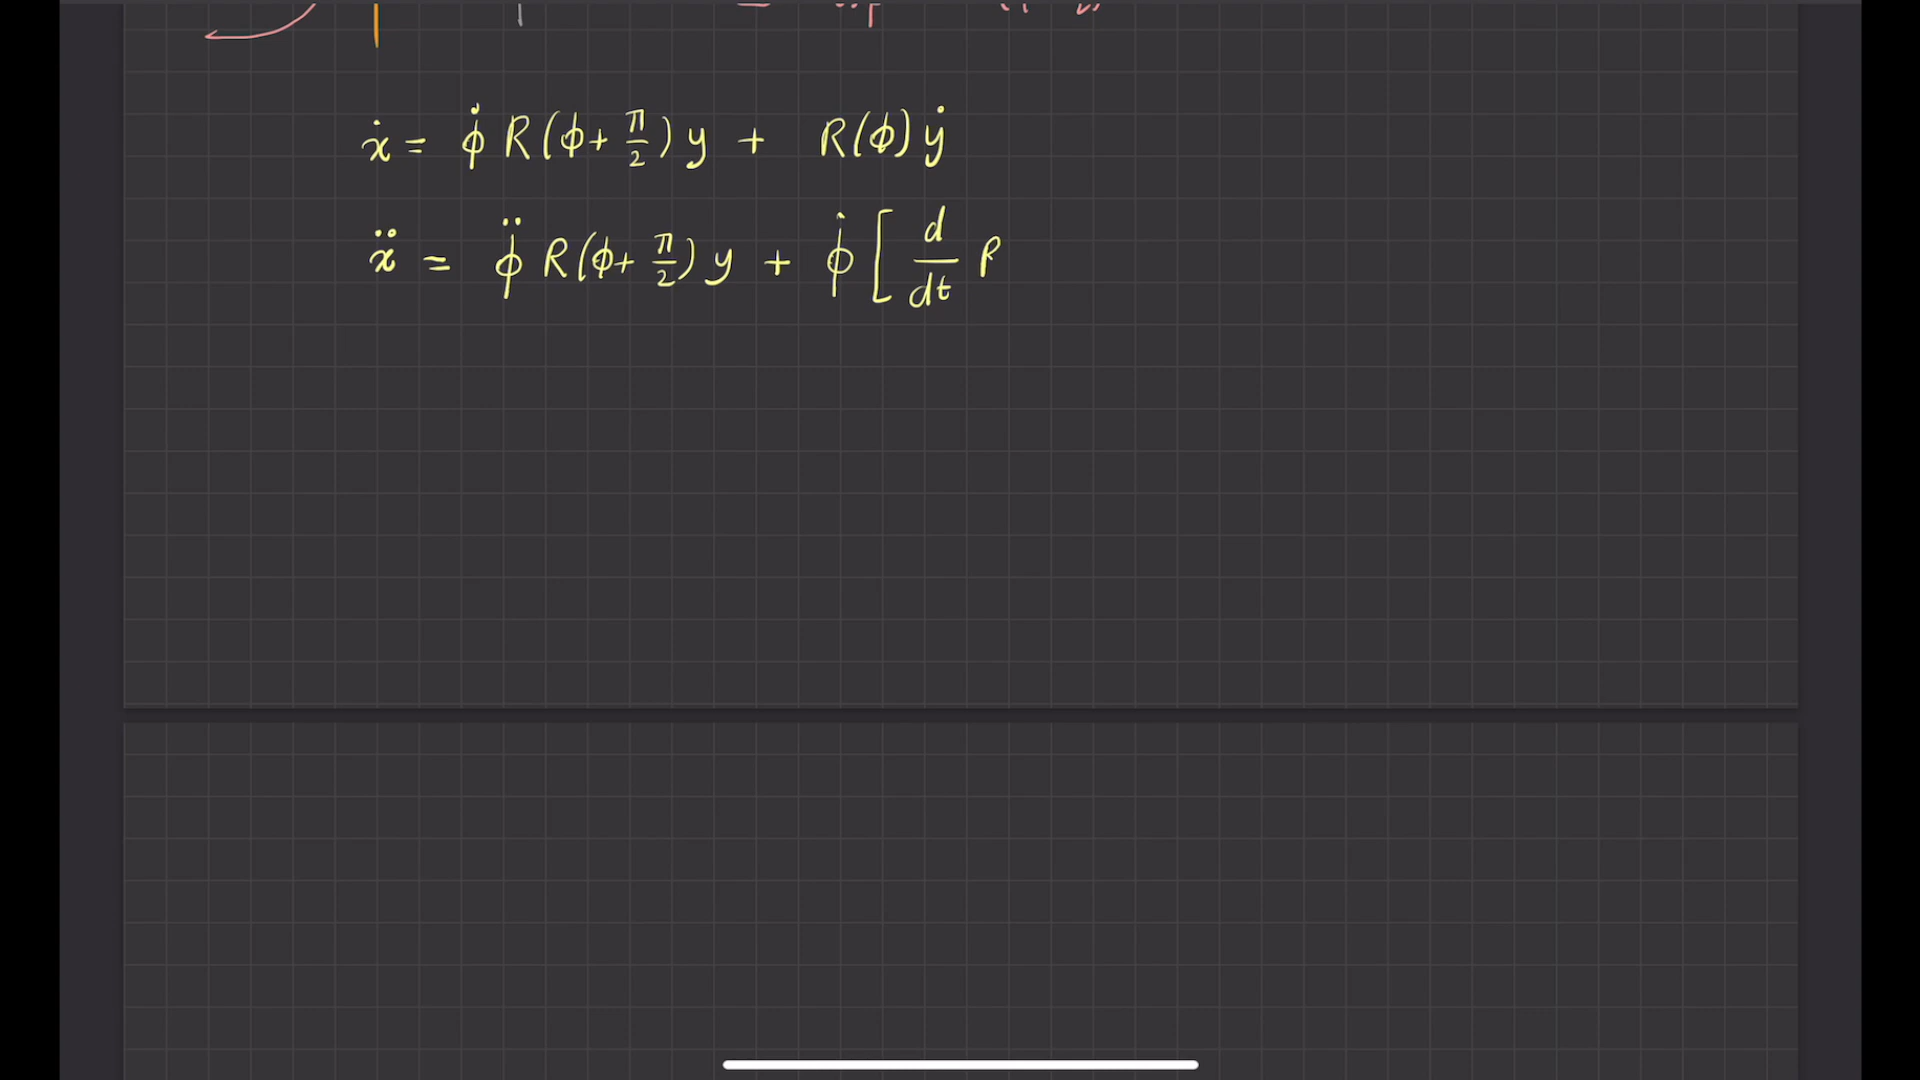 ẋ = φ̇ R(φ + π/2) y + R(φ) ẏ
ẍ = φ̈ R(φ + π/2) y + φ̇ [ d/dt